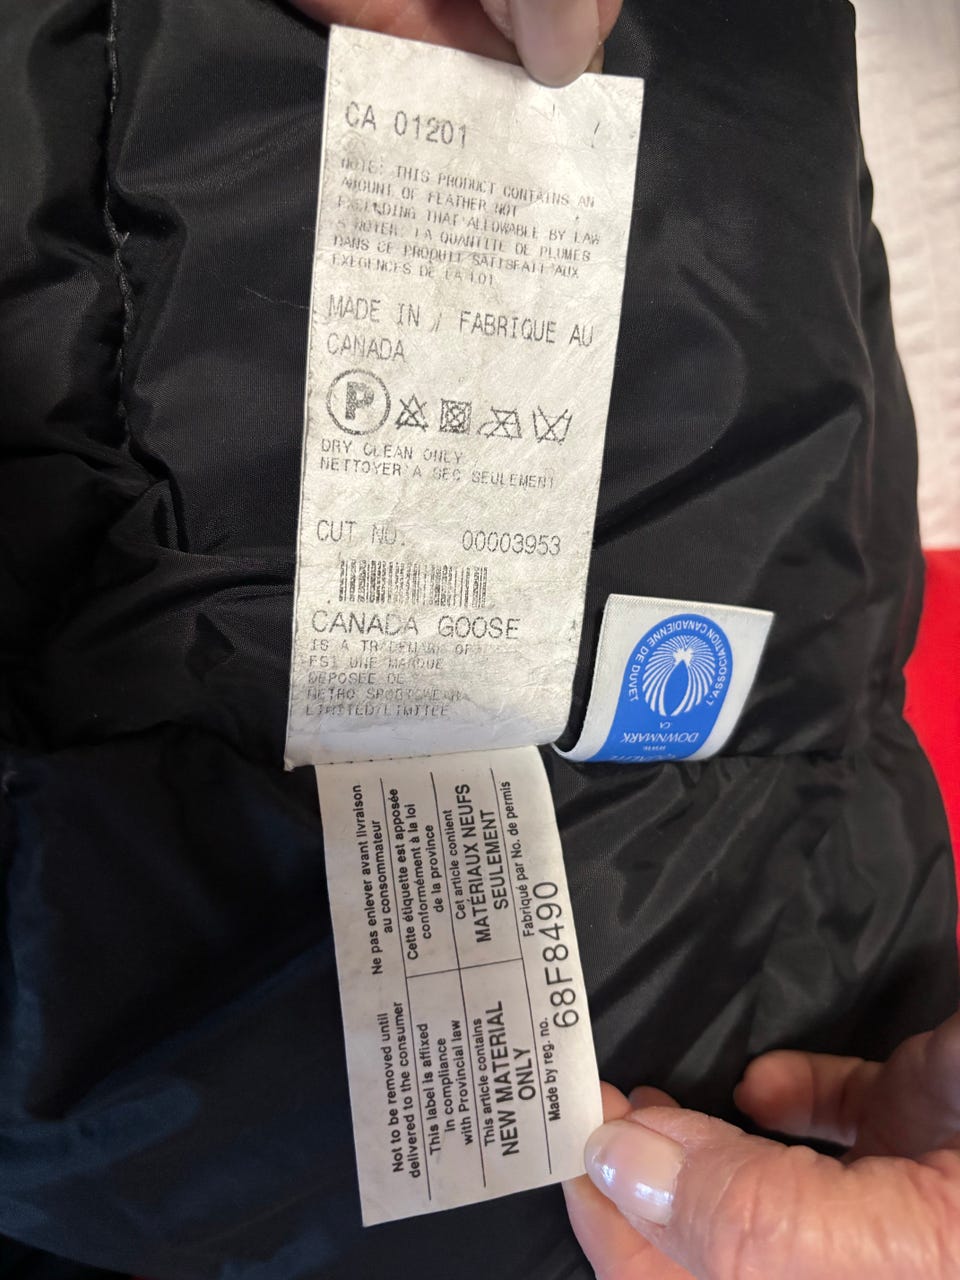 CA 01201
NOTE: THIS PRODUCT CONTAINS AN
AMOUNT OF FEATHER NOT
EXCEEDING THAT ALLOWABLE BY LAW
A NOTER: LA QUANTITE DE PLUMES
DANS CE PRODUIT SATISFAIT AUX
EXEGENCES DE LA LOI
MADE IN / FABRIQUE AU
CANADA
P
DRY CLEAN ONLY
NETTOYER A SEC SEULEMENT
CUT NO. 00003953
CANADA GOOSE
IS A TRADEMARK OF
EST UNE MARQUE
DEPOSEE DE
METRO SPORTSWEAR
LIMITED/LIMITEE
L'ASSOCIATION CANADIENNE DE DUVET
.CA
DOWNMARK
WWW.
Ne pas enlever avant livraison
au consommateur
Cette étiquette est apposée
conformément à la loi
de la province
Cet article contient
MATÉRIAUX NEUFS
SEULEMENT
Fabriqué par No. de permis
Not to be removed until
delivered to the consumer
This label is affixed
in compliance
with Provincial law
This article contains
NEW MATERIAL
ONLY
Made by reg. no.
68F8490